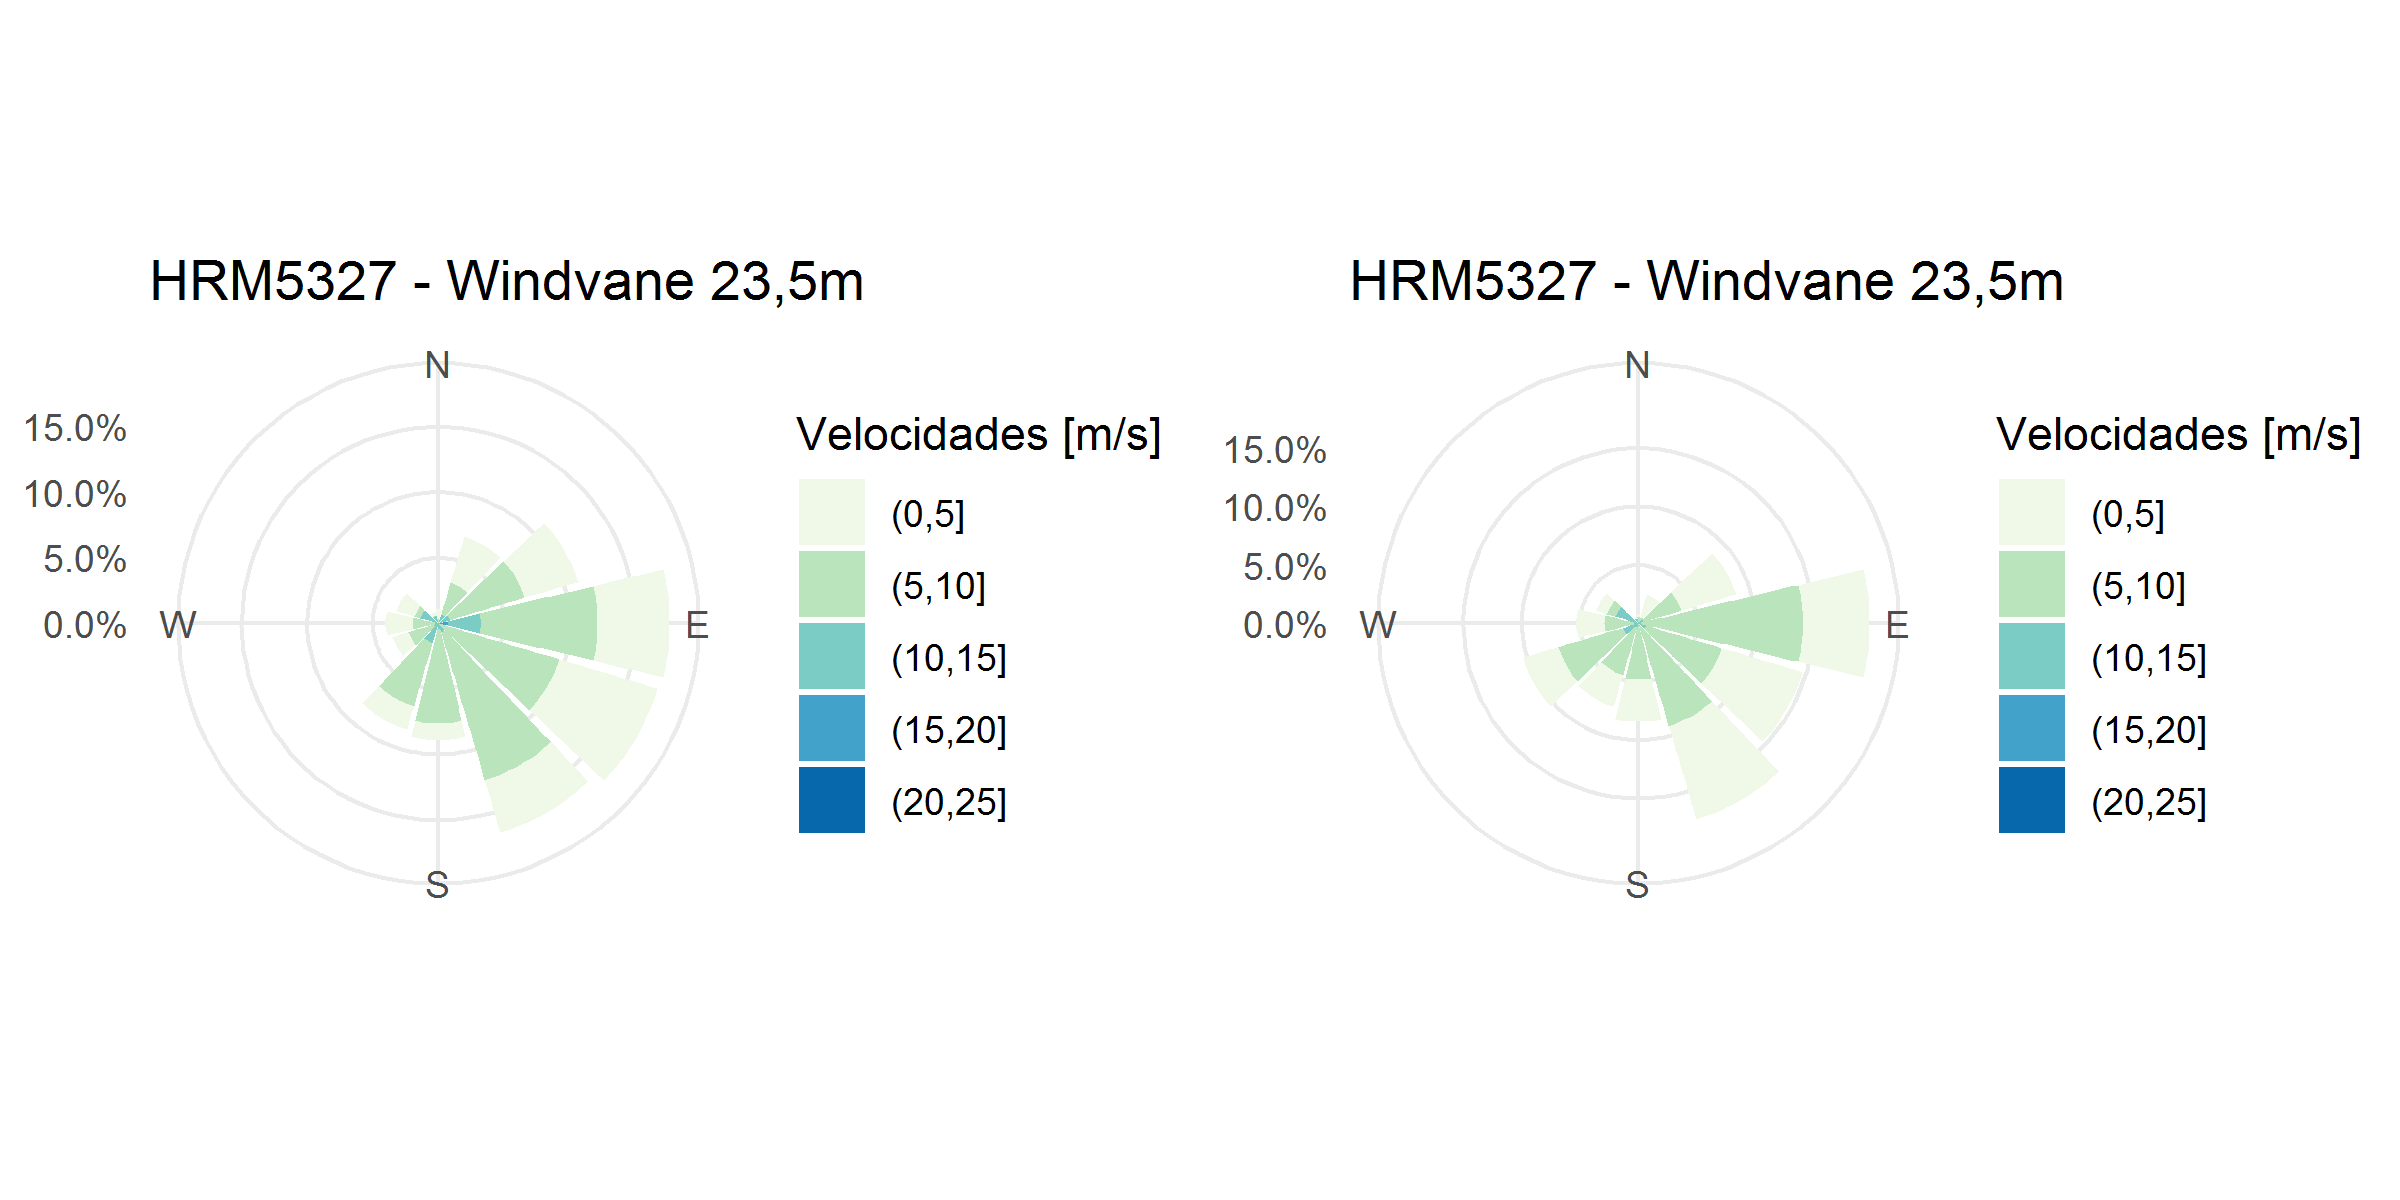 HRM5327 - Windvane 23,5m
N
15.0%
10.0%
5.0%
0.0%
W
E
S
Velocidades [m/s]
(0,5]
(5,10]
(10,15]
(15,20]
(20,25]
HRM5327 - Windvane 23,5m
N
15.0%
10.0%
5.0%
0.0%
W
E
S
Velocidades [m/s]
(0,5]
(5,10]
(10,15]
(15,20]
(20,25]